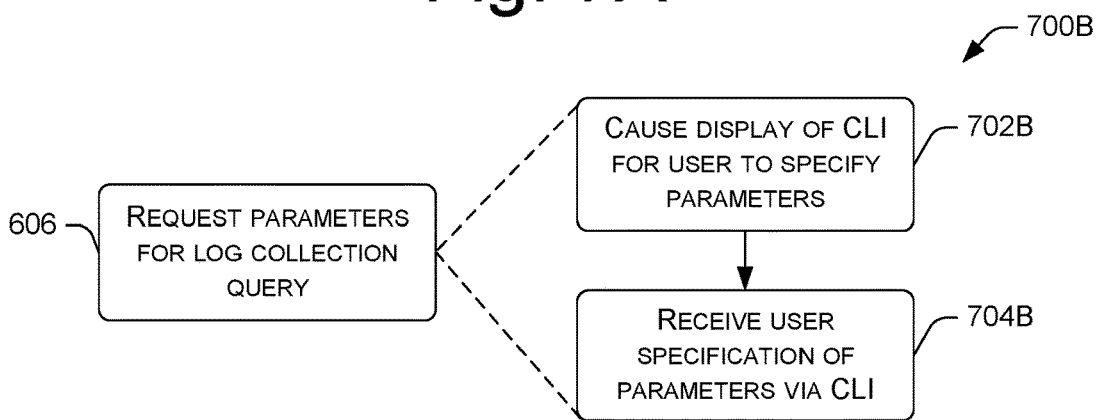 700B
CAUSE DISPLAY OF CLI
FOR USER TO SPECIFY
PARAMETERS
702B
606
REQUEST PARAMETERS
FOR LOG COLLECTION
QUERY
RECEIVE USER
SPECIFICATION OF
PARAMETERS VIA CLI
704B